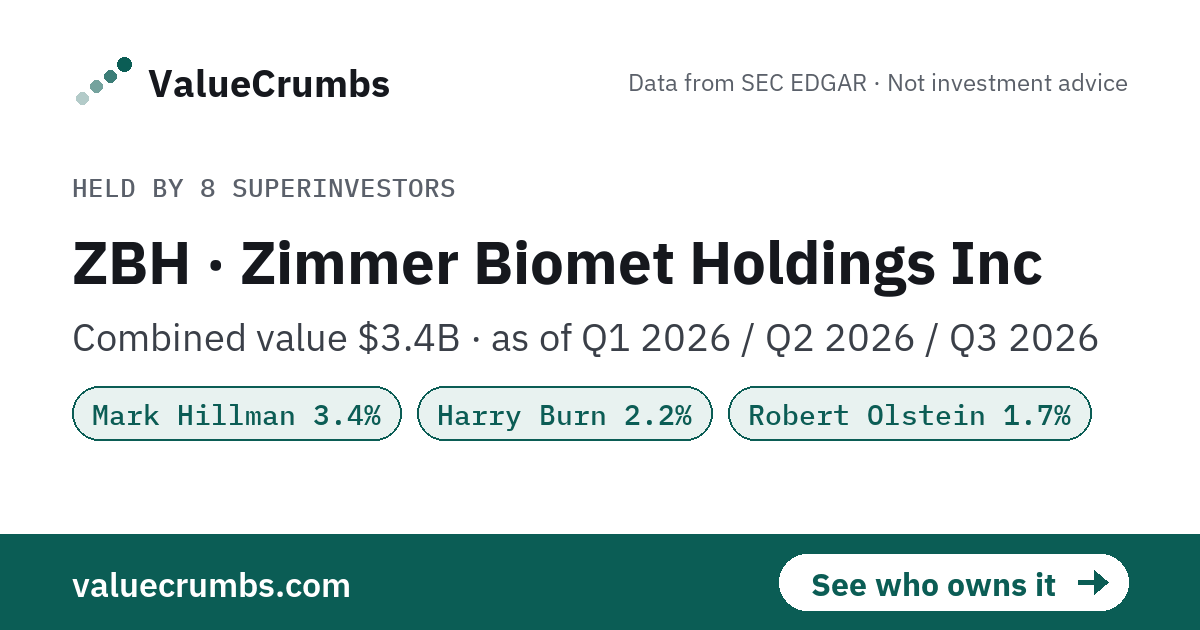 ValueCrumbs
Data from SEC EDGAR · Not investment advice
HELD BY 8 SUPERINVESTORS
ZBH · Zimmer Biomet Holdings Inc
Combined value $3.4B · as of Q1 2026 / Q2 2026 / Q3 2026
Mark Hillman 3.4%
Harry Burn 2.2%
Robert Olstein 1.7%
valuecrumbs.com
See who owns it